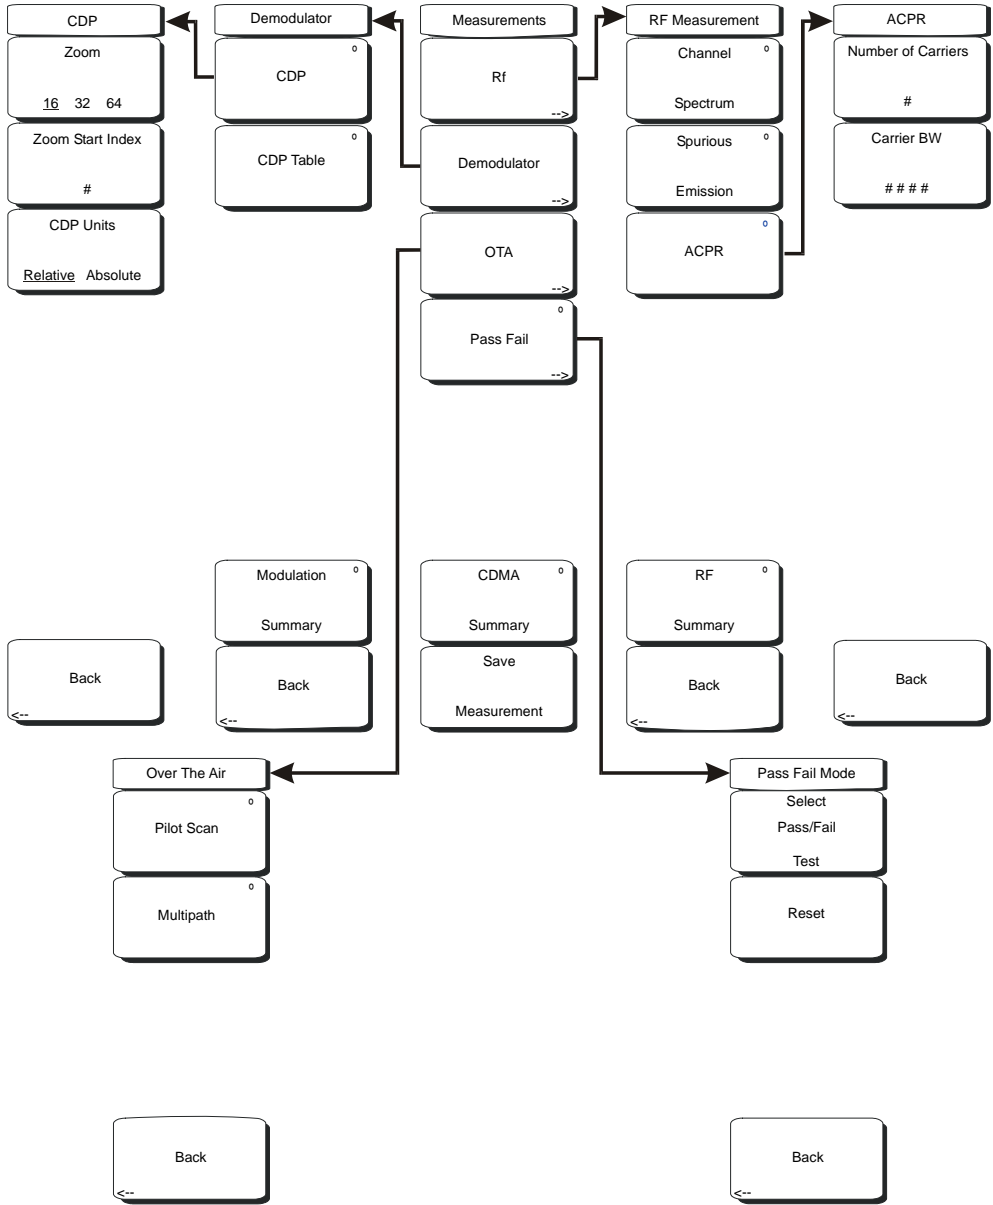 CDP
Zoom
16 32 64
Zoom Start Index
#
CDP Units
Relative Absolute
Back
<--
Demodulator
o
CDP
o
CDP Table
Modulation o
Summary
Back
<--
Measurements
Rf
-->
Demodulator
-->
OTA
-->
o
Pass Fail
-->
CDMA o
Summary
Save
Measurement
RF Measurement
Channel o
Spectrum
Spurious o
Emission
o
ACPR
RF o
Summary
Back
<--
ACPR
Number of Carriers
#
Carrier BW
# # # #
Back
<--
Over The Air
o
Pilot Scan
o
Multipath
Back
<--
Pass Fail Mode
Select
Pass/Fail
Test
Reset
Back
<--